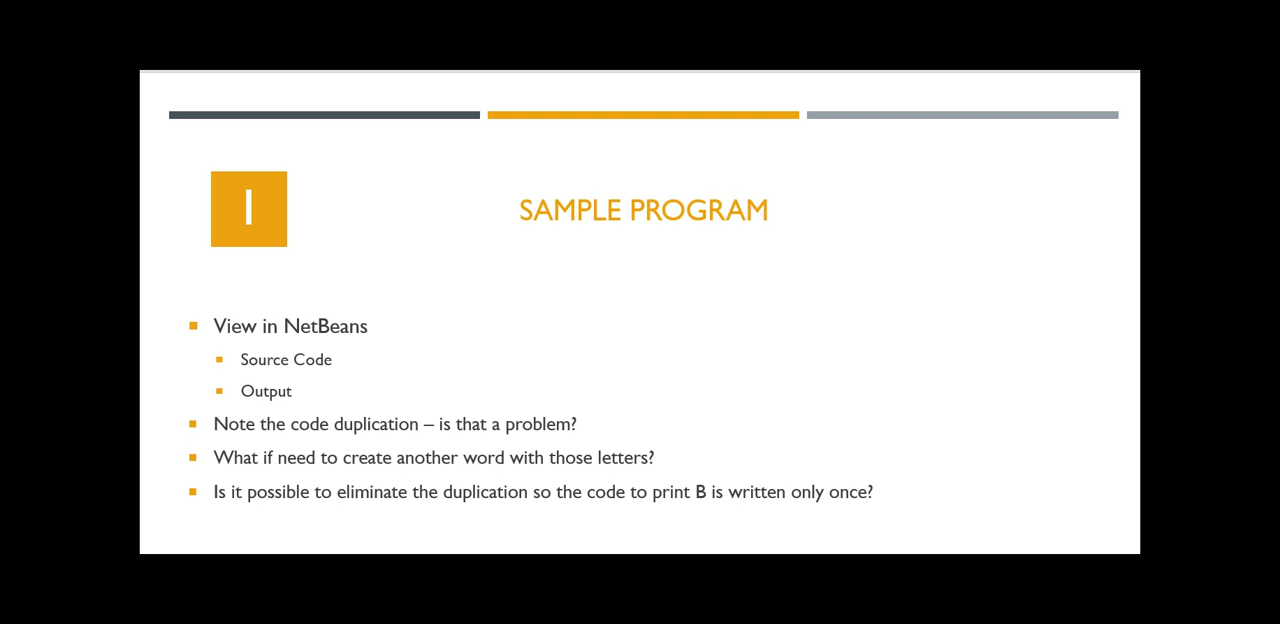 1
SAMPLE PROGRAM
View in NetBeans
Source Code
Output
Note the code duplication – is that a problem?
What if need to create another word with those letters?
Is it possible to eliminate the duplication so the code to print B is written only once?